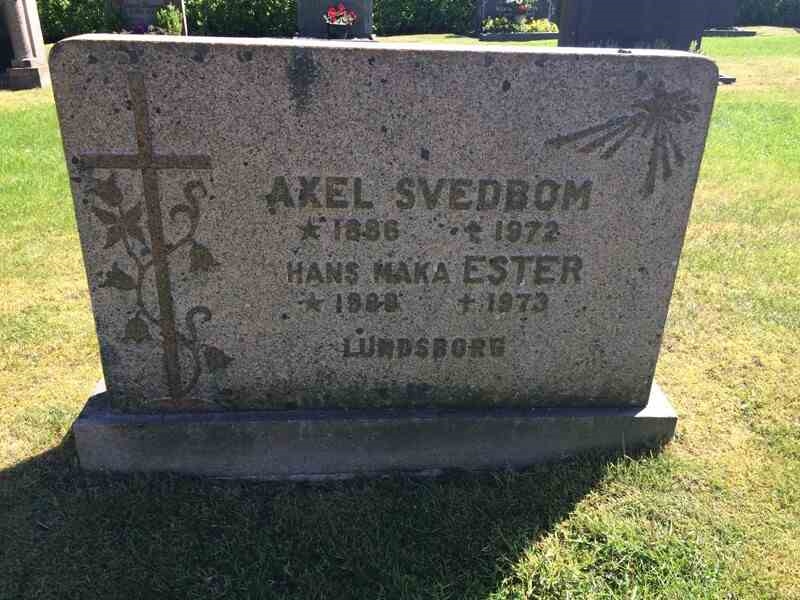 AXEL SVEDBOM
★ 1886 ✝ 1972
HANS MAKA ESTER
★ 1888 ✝ 1973
LUNDSBORG